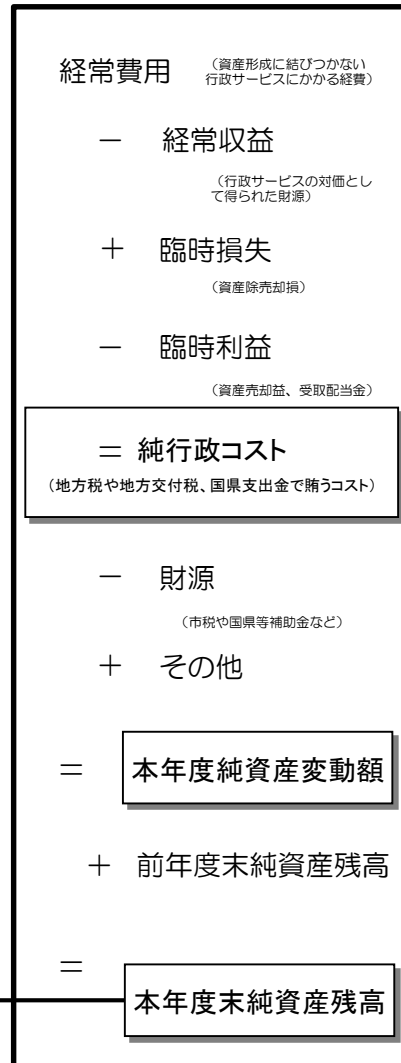 経常費用 (資産形成に結びつかない
行政サービスにかかる経費)
－ 経常収益
(行政サービスの対価とし
て得られた財源)
＋ 臨時損失
(資産除売却損)
－ 臨時利益
(資産売却益、受取配当金)
＝ 純行政コスト
(地方税や地方交付税、国県支出金で賄うコスト)
－ 財源
(市税や国県等補助金など)
＋ その他
＝ 本年度純資産変動額
＋ 前年度末純資産残高
＝
本年度末純資産残高